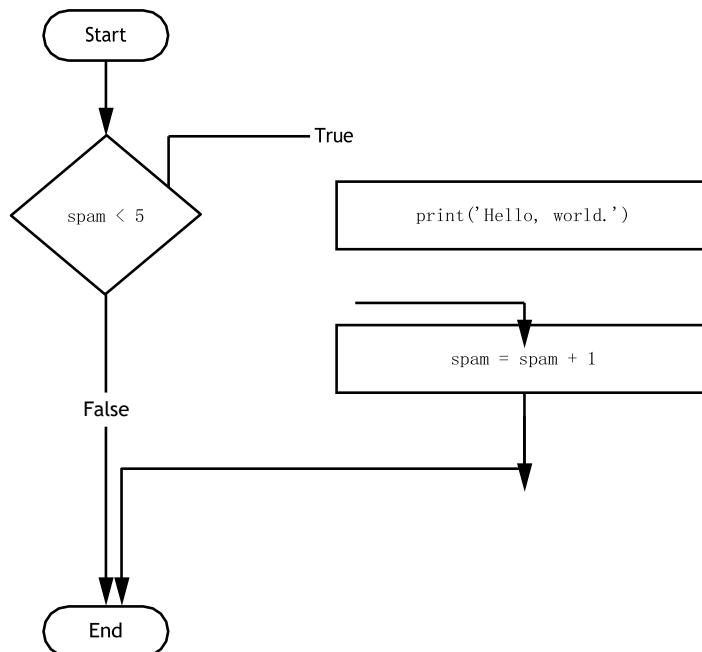 Start
True
spam < 5
print('Hello, world.')
spam = spam + 1
False
End